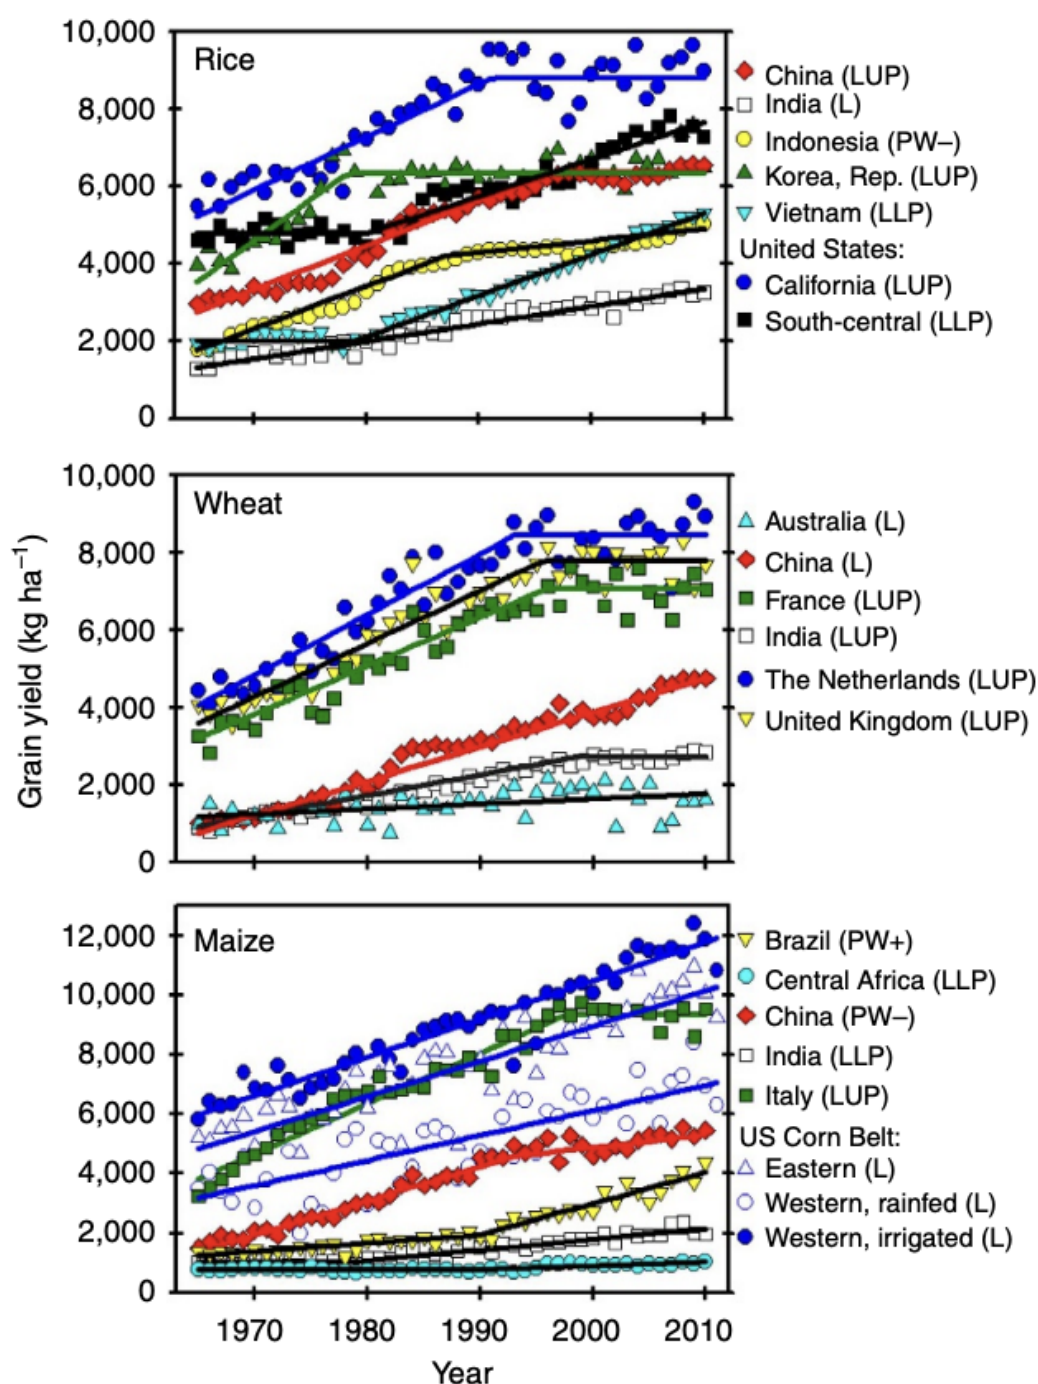 10,000
8,000
6,000
4,000
2,000
0
Rice
China (LUP)
India (L)
Indonesia (PW–)
Korea, Rep. (LUP)
Vietnam (LLP)
United States:
California (LUP)
South-central (LLP)
Grain yield (kg ha⁻¹)
10,000
8,000
6,000
4,000
2,000
0
Wheat
Australia (L)
China (L)
France (LUP)
India (LUP)
The Netherlands (LUP)
United Kingdom (LUP)
12,000
10,000
8,000
6,000
4,000
2,000
0
Maize
Brazil (PW+)
Central Africa (LLP)
China (PW–)
India (LLP)
Italy (LUP)
US Corn Belt:
Eastern (L)
Western, rainfed (L)
Western, irrigated (L)
1970 1980 1990 2000 2010
Year